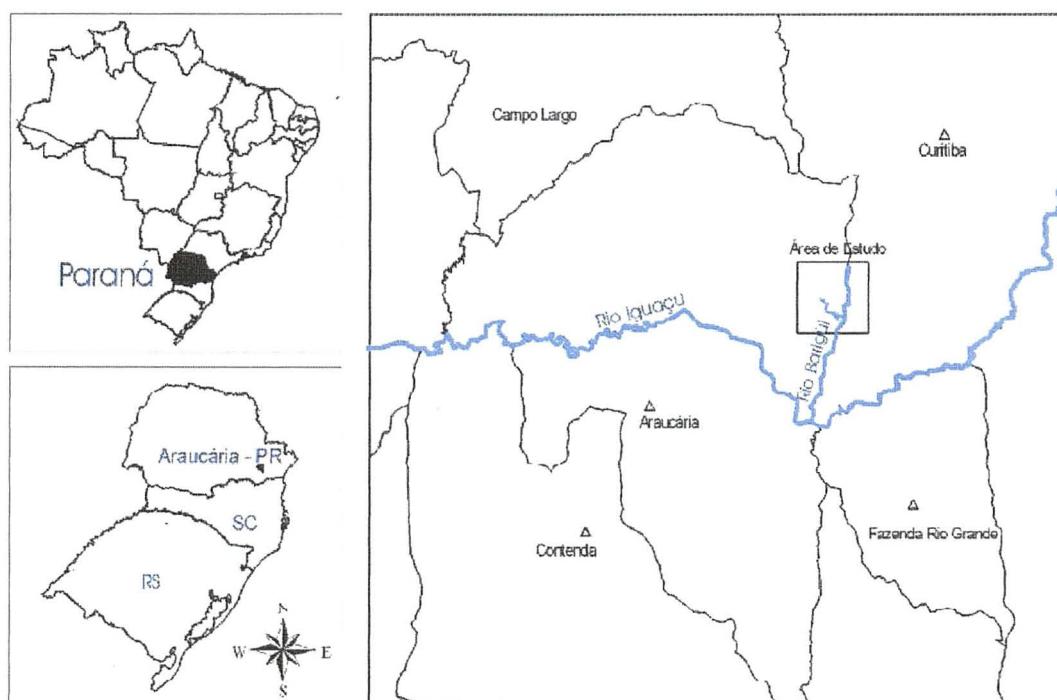 Paraná
Araucária - PR
SC
RS
N
W
E
S
Campo Largo
Curitiba
Área de Estudo
Rio Iguaçu
Rio Barigüi
Araucária
Contenda
Fazenda Rio Grande